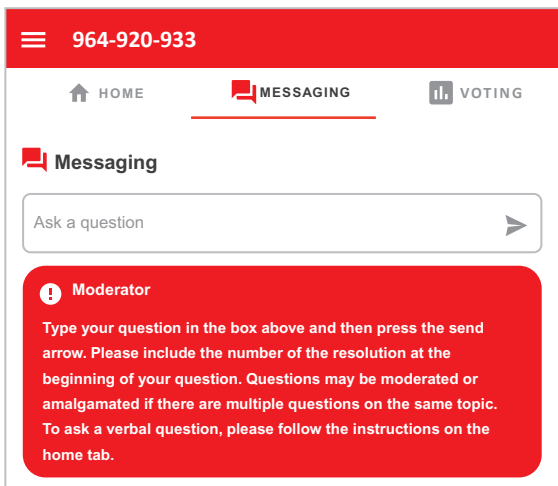 964-920-933
HOME MESSAGING VOTING
Messaging
Ask a question
Moderator
Type your question in the box above and then press the send
arrow. Please include the number of the resolution at the
beginning of your question. Questions may be moderated or
amalgamated if there are multiple questions on the same topic.
To ask a verbal question, please follow the instructions on the
home tab.